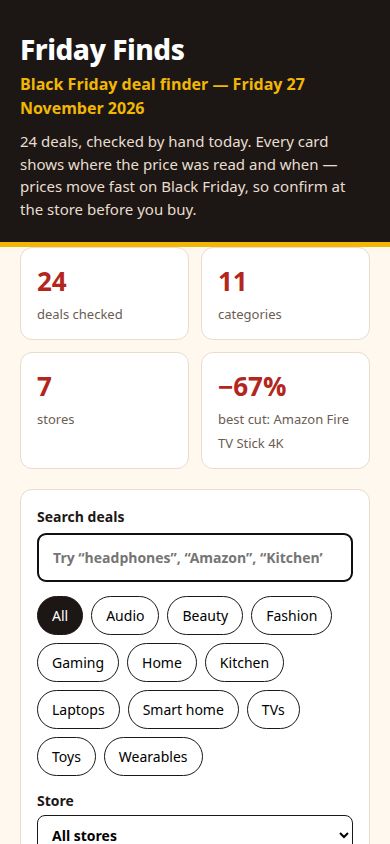 Friday Finds
Black Friday deal finder — Friday 27
November 2026
24 deals, checked by hand today. Every card
shows where the price was read and when —
prices move fast on Black Friday, so confirm at
the store before you buy.
24
deals checked
11
categories
7
stores
−67%
best cut: Amazon Fire
TV Stick 4K
Search deals
Try “headphones”, “Amazon”, “Kitchen’
All
Audio
Beauty
Fashion
Gaming
Home
Kitchen
Laptops
Smart home
TVs
Toys
Wearables
Store
All stores